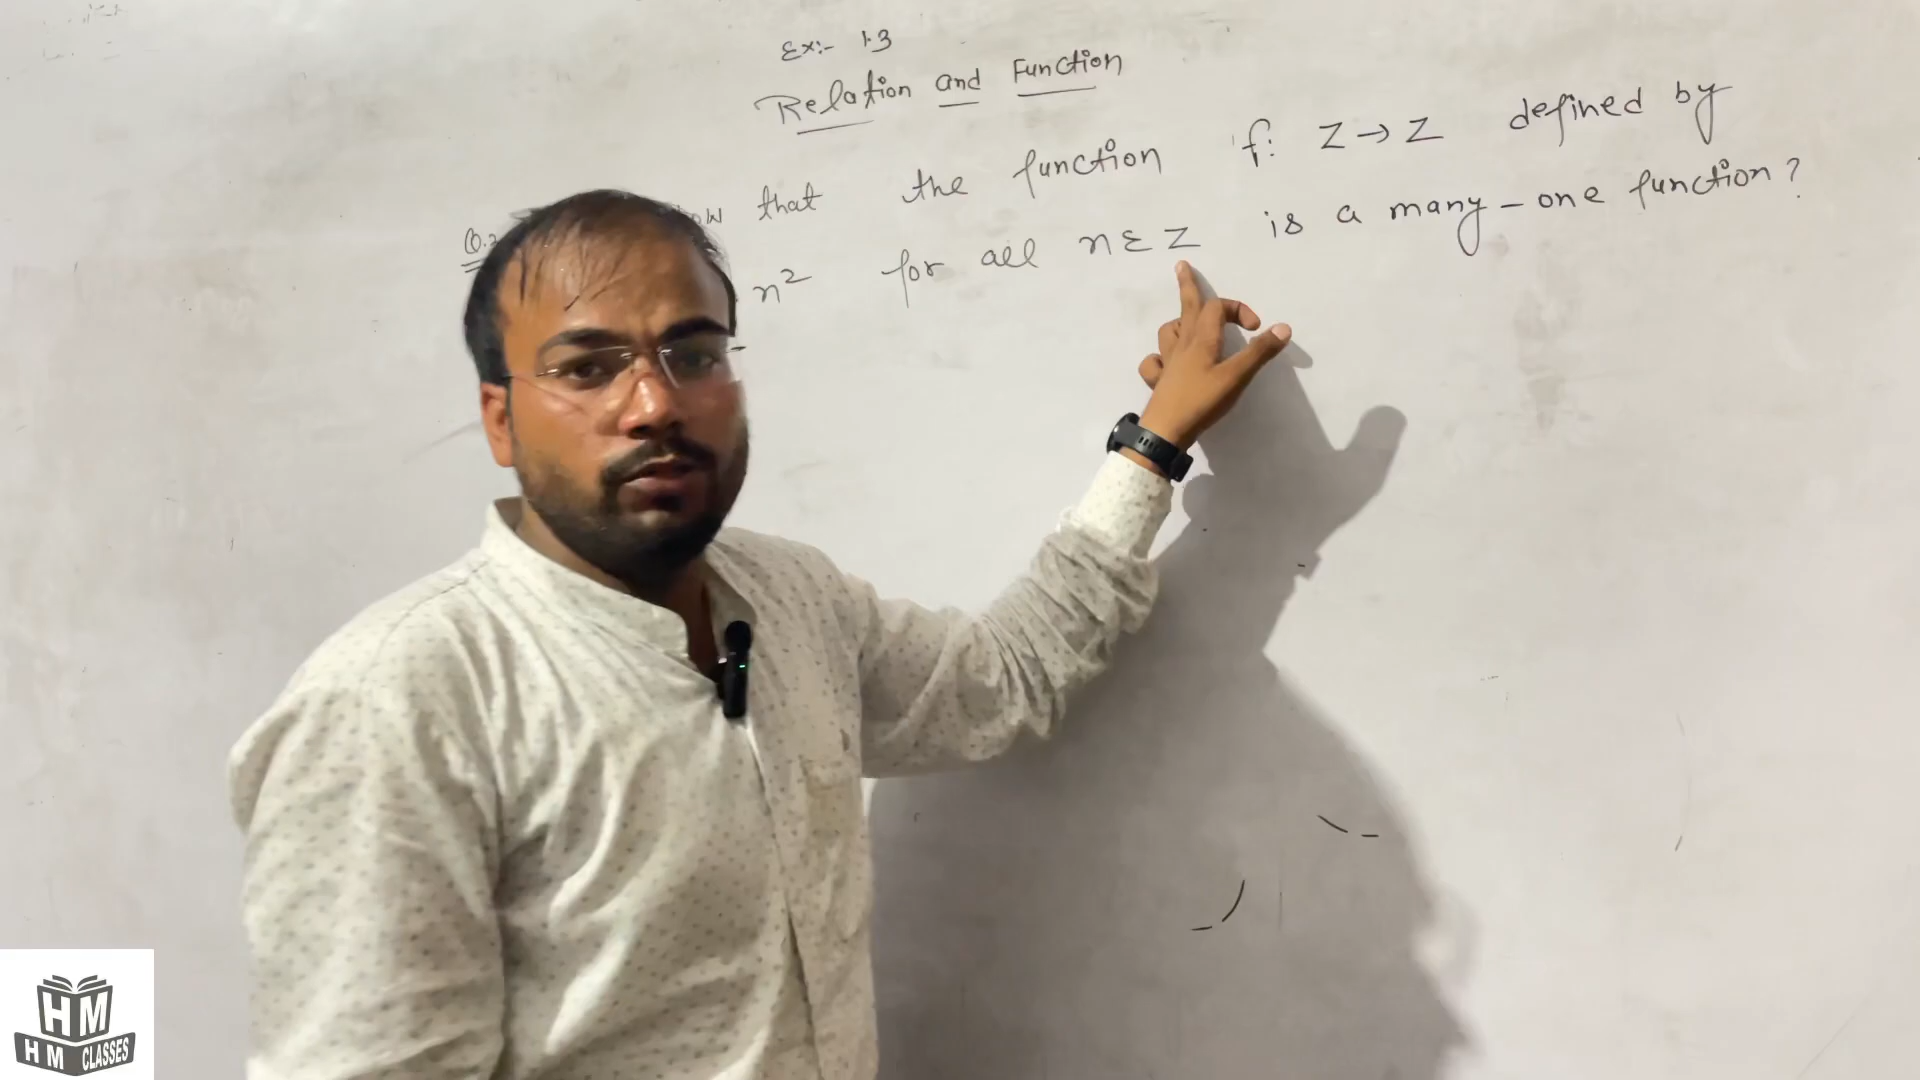 Ex:- 1.3
Relation and Function
that the function f: Z → Z defined by
n² for all n ∈ Z is a many-one function?
HM
HM CLASSES